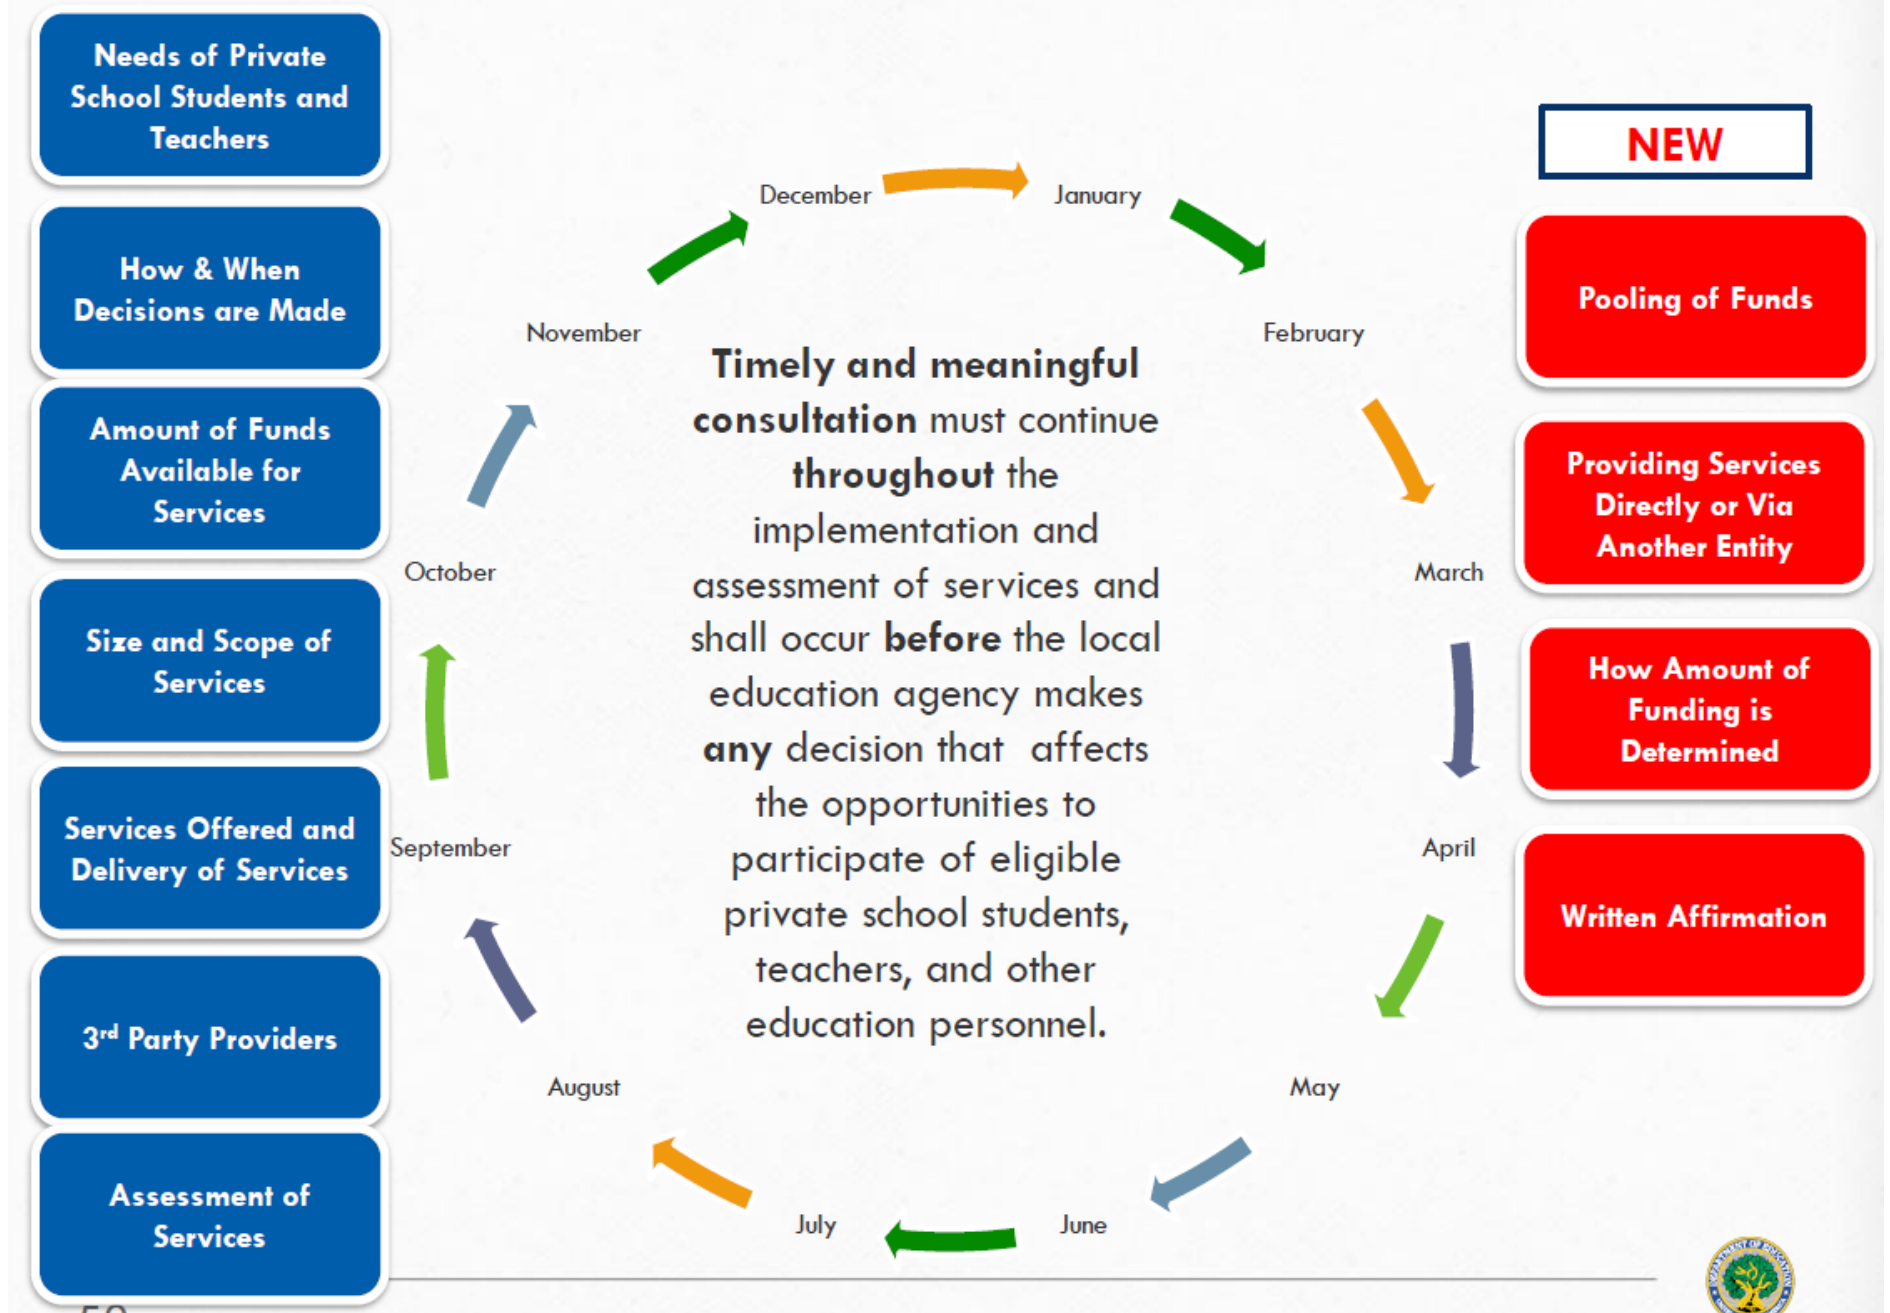 Needs of Private
School Students and
Teachers
How & When
Decisions are Made
Amount of Funds
Available for
Services
Size and Scope of
Services
Services Offered and
Delivery of Services
3rd Party Providers
Assessment of
Services
December
January
February
March
April
May
June
July
August
September
October
November
Timely and meaningful
consultation must continue
throughout the
implementation and
assessment of services and
shall occur before the local
education agency makes
any decision that affects
the opportunities to
participate of eligible
private school students,
teachers, and other
education personnel.
NEW
Pooling of Funds
Providing Services
Directly or Via
Another Entity
How Amount of
Funding is
Determined
Written Affirmation
DEPARTMENT OF EDUCATION